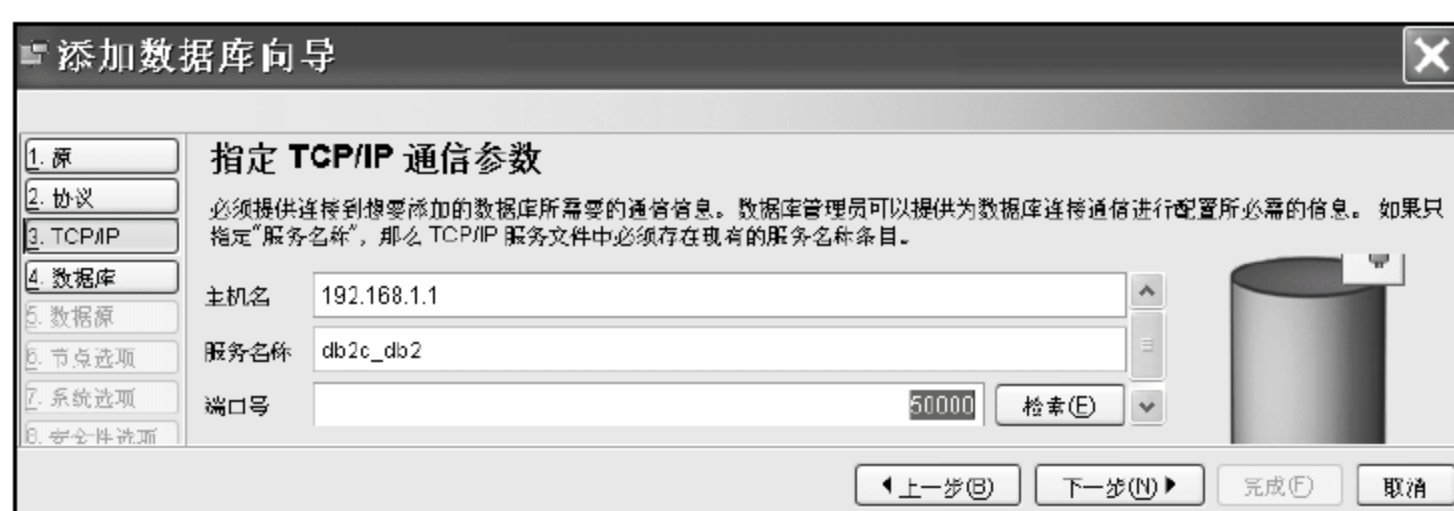 添加数据库向导
1. 源
2. 协议
3. TCP/IP
4. 数据库
5. 数据源
6. 节点选项
7. 系统选项
8. 安全性选项
指定 TCP/IP 通信参数
必须提供连接到想要添加的数据库所需要的通信信息。数据库管理员可以提供为数据库连接通信进行配置所必需的信息。 如果只
指定“服务名称”，那么 TCP/IP 服务文件中必须存在现有的服务名称条目。
主机名 192.168.1.1
服务名称 db2c_db2
端口号 50000 检索(E)
上一步(B) 下一步(N) 完成(F) 取消